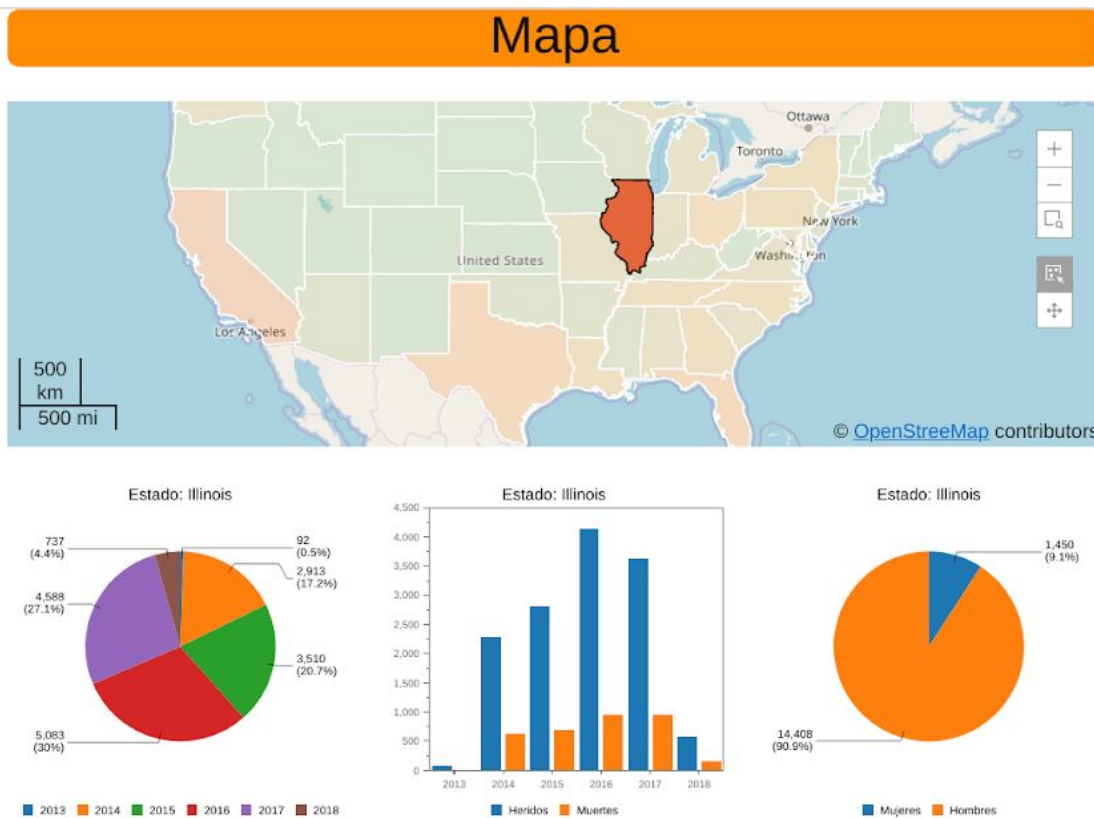 Mapa
Ottawa
Toronto
New York
Washington
United States
Los Angeles
500
km
500 mi
© OpenStreeMap contributors
Estado: Illinois
737
(4.4%)
92
(0.5%)
2,913
(17.2%)
4,588
(27.1%)
3,510
(20.7%)
5,083
(30%)
2013 2014 2015 2016 2017 2018
Estado: Illinois
4,500
4,000
3,500
3,000
2,500
2,000
1,500
1,000
500
0
2013 2014 2015 2016 2017 2018
Heridos Muertes
Estado: Illinois
1,450
(9.1%)
14,408
(90.9%)
Mujeres Hombres